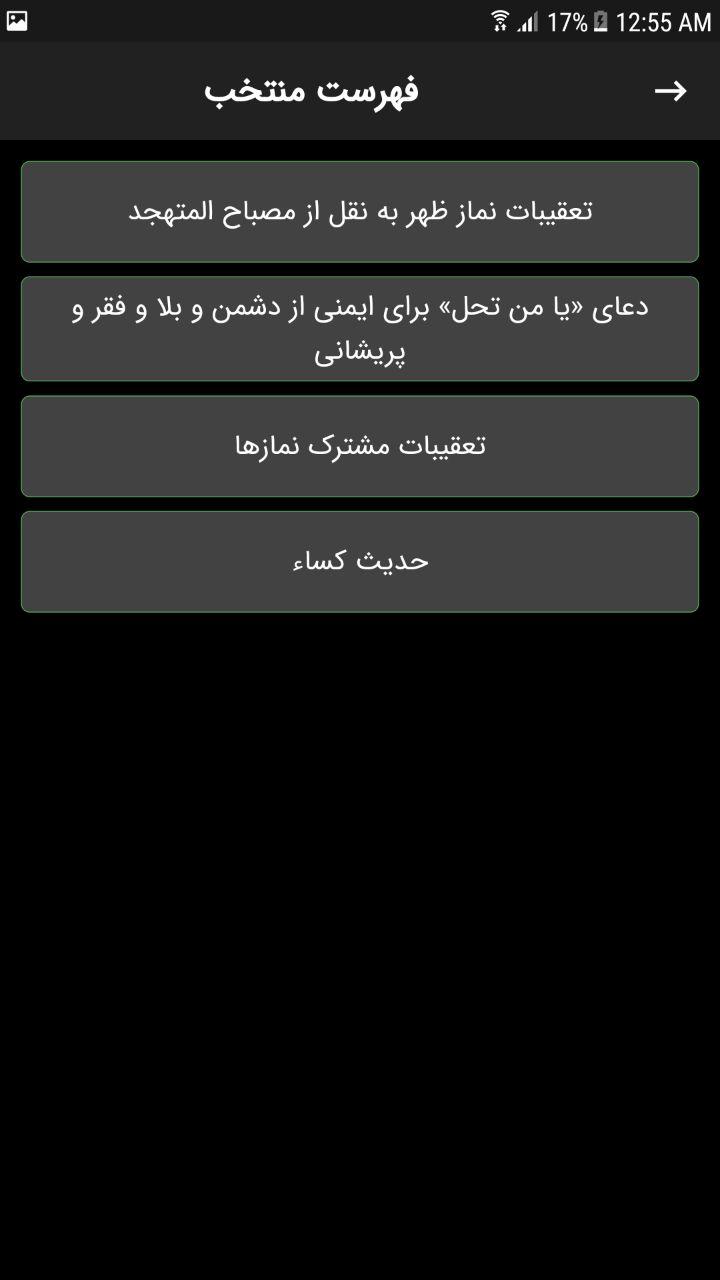 17% 12:55 AM
فهرست منتخب
تعقیبات نماز ظهر به نقل از مصباح المتهجد
دعای «یا من تحل» برای ایمنی از دشمن و بلا و فقر و
پریشانی
تعقیبات مشترک نمازها
حدیث کساء